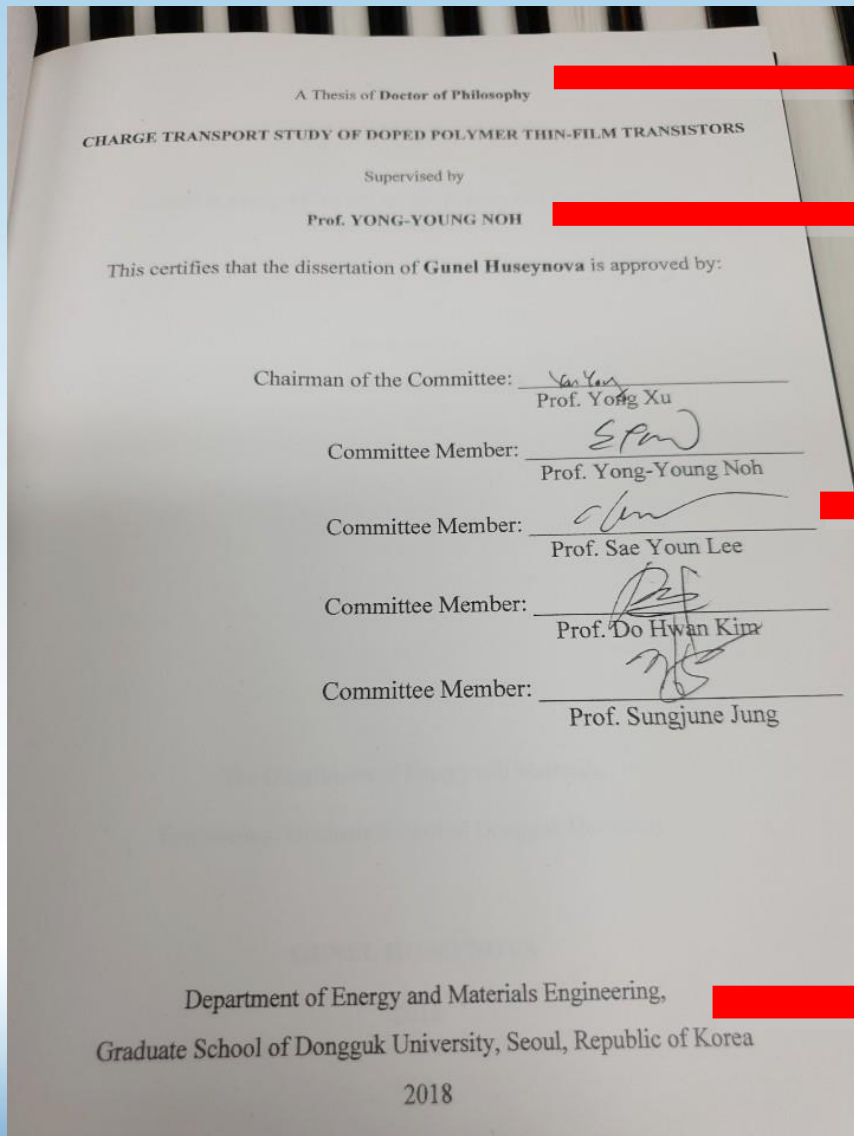 A Thesis of Doctor of Philosophy
CHARGE TRANSPORT STUDY OF DOPED POLYMER THIN-FILM TRANSISTORS
Supervised by
Prof. YONG-YOUNG NOH
This certifies that the dissertation of Gunel Huseynova is approved by:
Chairman of the Committee:
Prof. Yong Xu
Committee Member:
Prof. Yong-Young Noh
Committee Member:
Prof. Sae Youn Lee
Committee Member:
Prof. Do Hwan Kim
Committee Member:
Prof. Sungjune Jung
Department of Energy and Materials Engineering,
Graduate School of Dongguk University, Seoul, Republic of Korea
2018